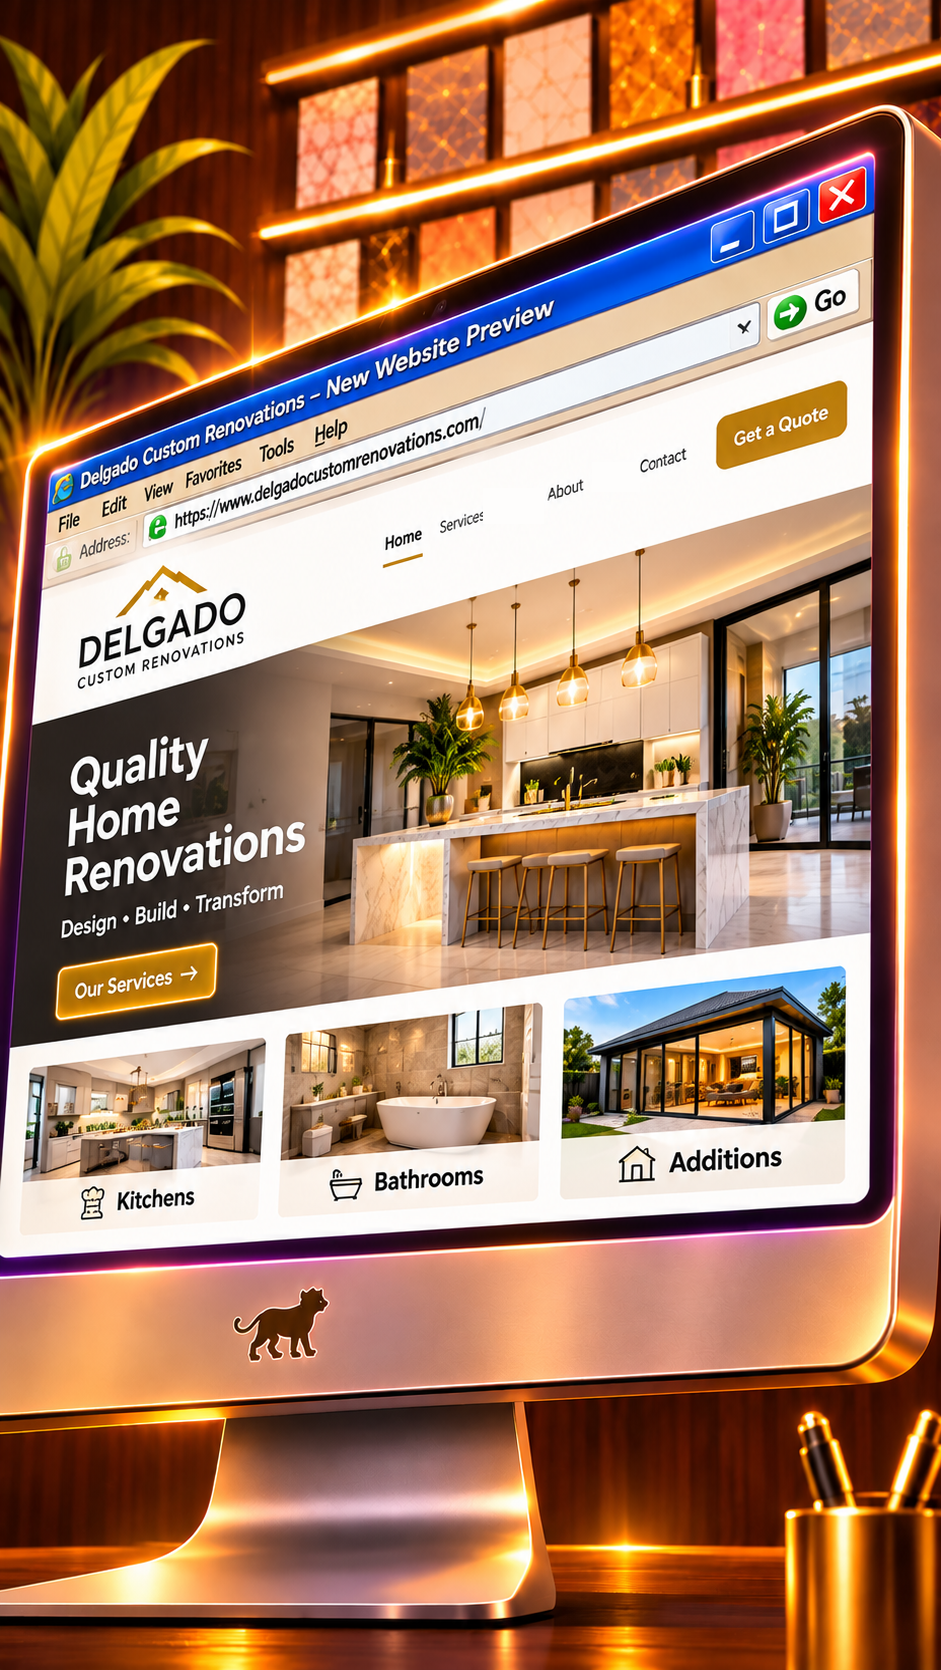 Delgado Custom Renovations – New Website Preview
File Edit View Favorites Tools Help
Address: https://www.delgadocustomrenovations.com/ Go
Home Services About Contact Get a Quote
DELGADO
CUSTOM RENOVATIONS
Quality
Home
Renovations
Design • Build • Transform
Our Services →
Kitchens
Bathrooms
Additions